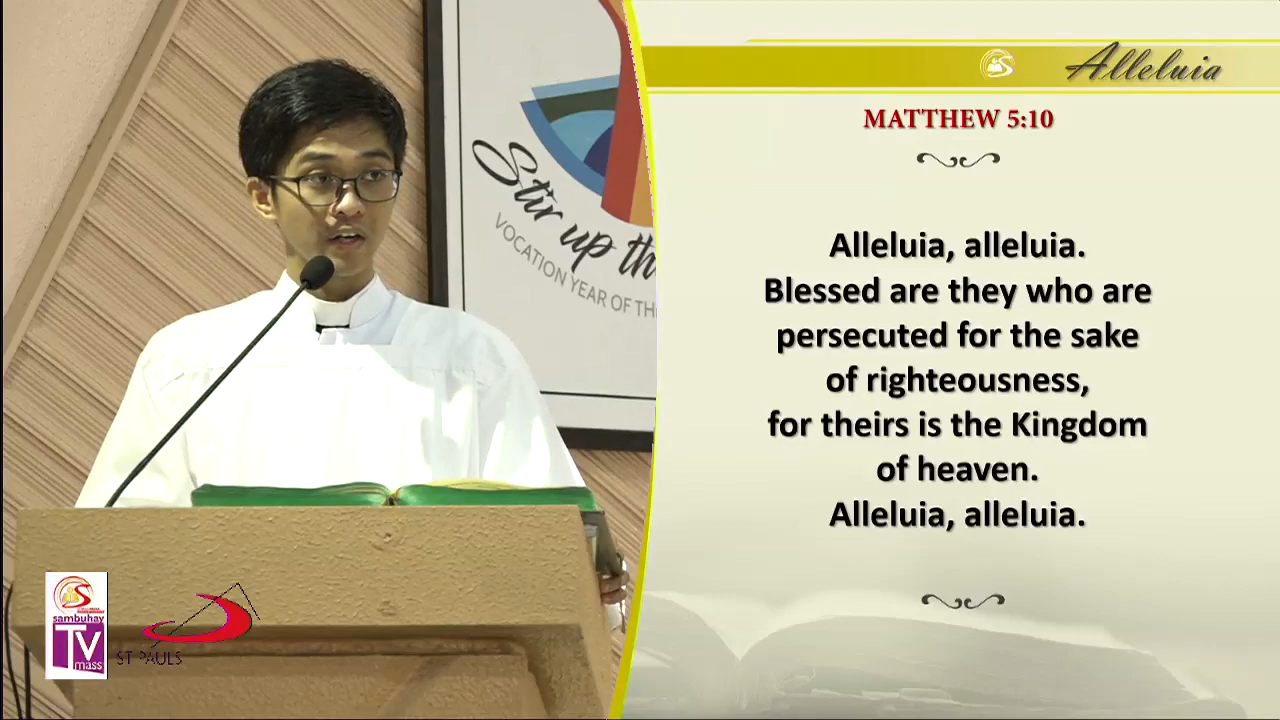 Stir up th
VOCATION YEAR OF TH
sambuhay
TV
mass
ST PAULS
Alleluia
MATTHEW 5:10
Alleluia, alleluia.
Blessed are they who are
persecuted for the sake
of righteousness,
for theirs is the Kingdom
of heaven.
Alleluia, alleluia.